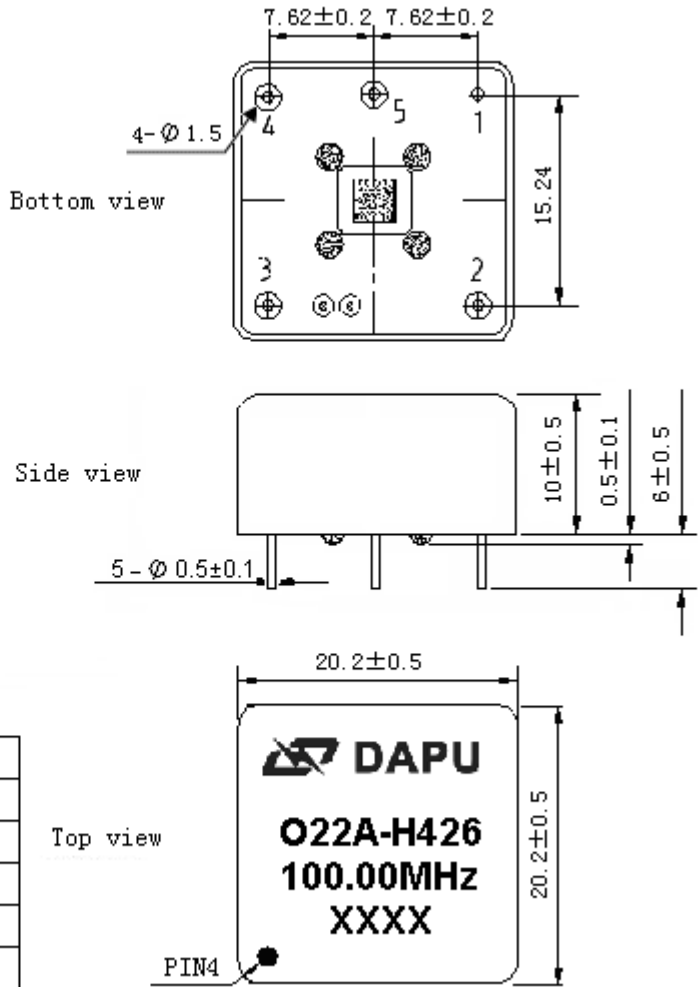 7.62±0.2 7.62±0.2
4 5 1
4-Ø 1.5
Bottom view
15.24
3 2
Side view
10±0.5
0.5±0.1
6±0.5
5-Ø 0.5±0.1
20.2±0.5
DAPU
O22A-H426
100.00MHz
XXXX
Top view
20.2±0.5
PIN4